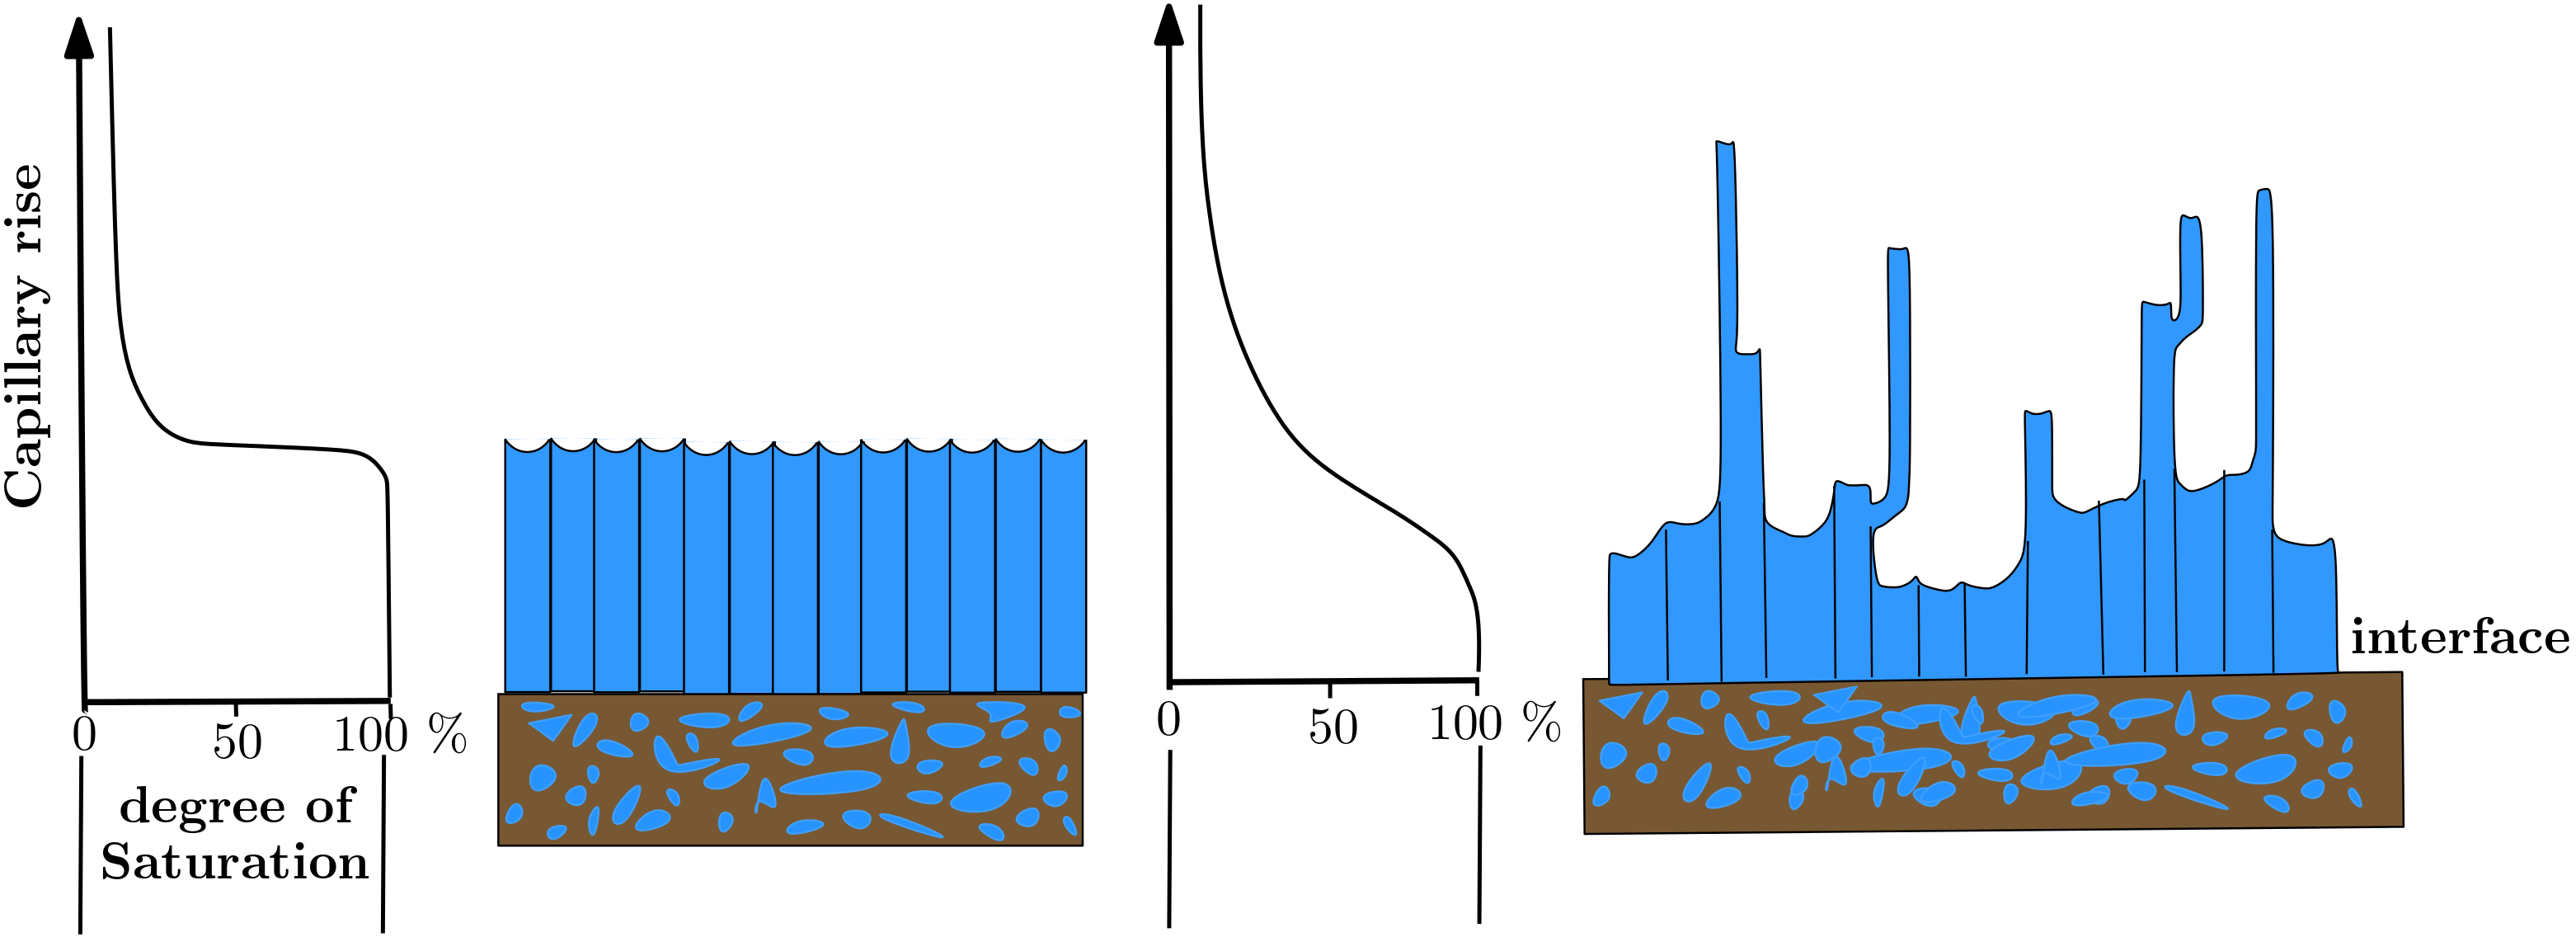 Capillary rise
0 50 100 %
degree of
Saturation
0 50 100 %
interface